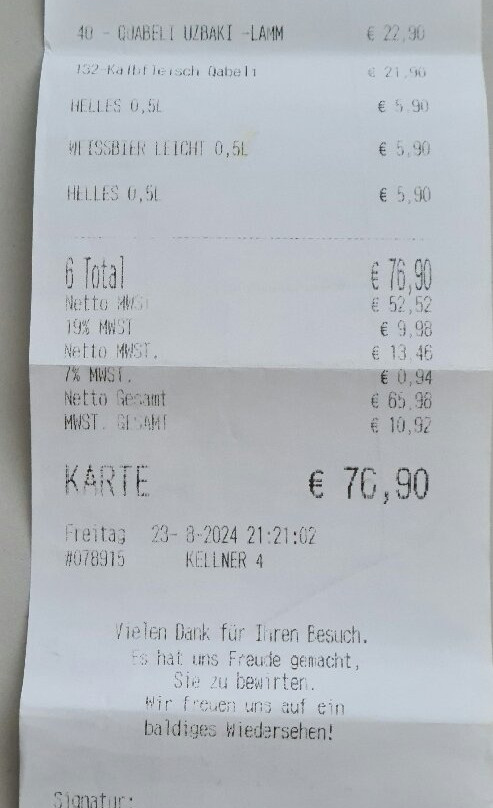 40 - QUABELI UZBAKI -LAMM € 22,90
132-Kalbfleisch Qabeli € 21,90
HELLES 0,5L € 5,90
WEISSBIER LEICHT 0,5L € 5,90
HELLES 0,5L € 5,90
6 Total € 76,90
Netto MWST € 52,52
19% MWST € 9,98
Netto MWST. € 13,46
7% MWST. € 0,94
Netto Gesamt € 65,98
MWST. GESAMT € 10,92
KARTE € 76,90
Freitag 23- 8-2024 21:21:02
#078915 KELLNER 4
Vielen Dank für Ihren Besuch.
Es hat uns Freude gemacht,
Sie zu bewirten.
Wir freuen uns auf ein
baldiges Wiedersehen!
Signatur: